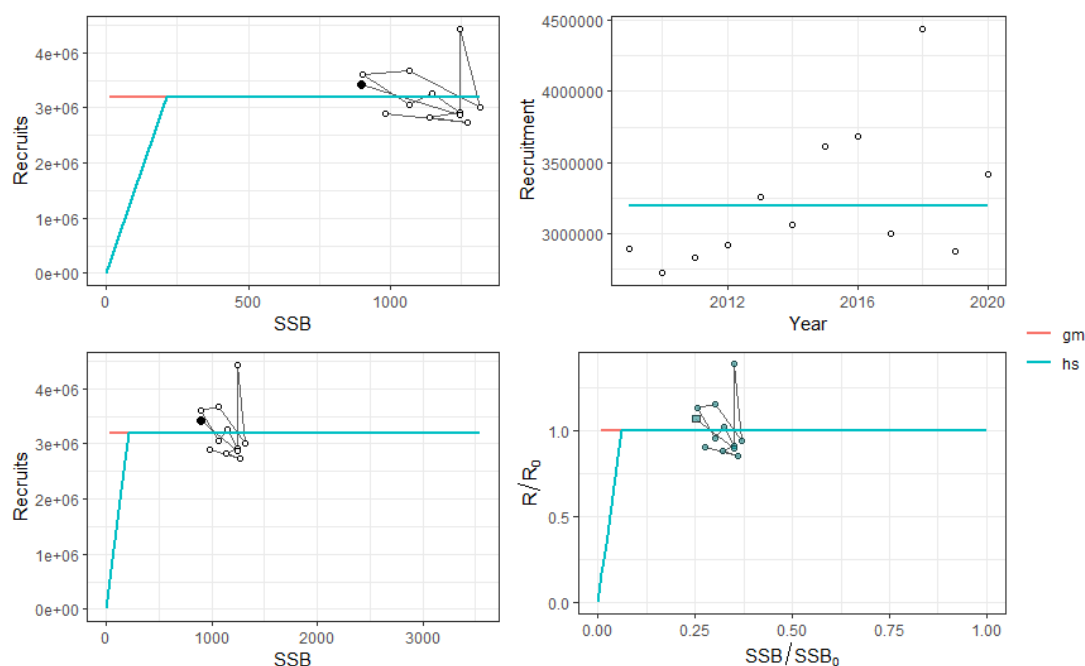 4e+06
3e+06
2e+06
1e+06
0e+00
Recruits
0
500
1000
SSB
4500000
4000000
3500000
3000000
Recruitment
2012
2016
2020
Year
gm
hs
4e+06
3e+06
2e+06
1e+06
0e+00
Recruits
0
1000
2000
3000
SSB
1.0
0.5
0.0
R/R₀
0.00
0.25
0.50
0.75
1.00
SSB/SSB₀